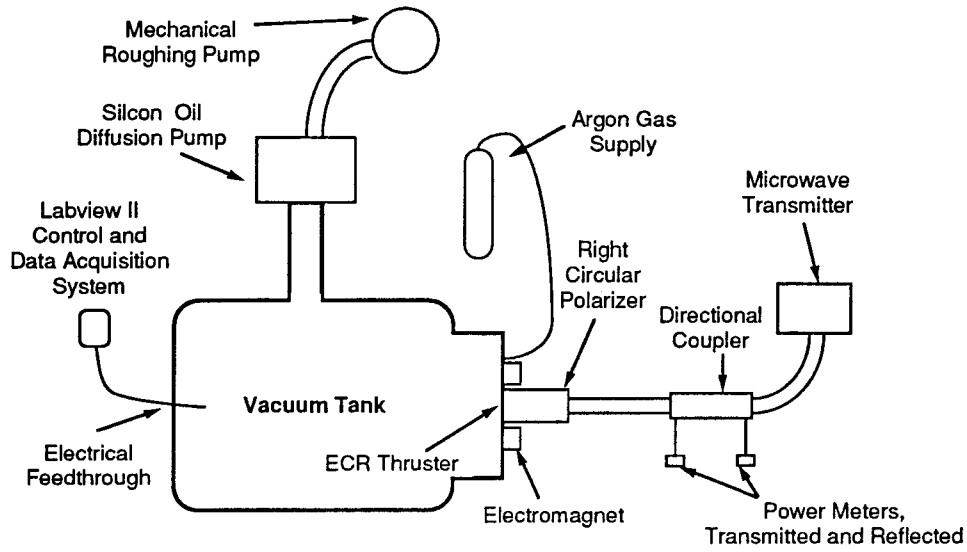 Mechanical
Roughing Pump
Silcon Oil
Diffusion Pump
Argon Gas
Supply
Microwave
Transmitter
Labview II
Control and
Data Acquisition
System
Right
Circular
Polarizer
Directional
Coupler
Vacuum Tank
Electrical
Feedthrough
ECR Thruster
Electromagnet
Power Meters,
Transmitted and Reflected